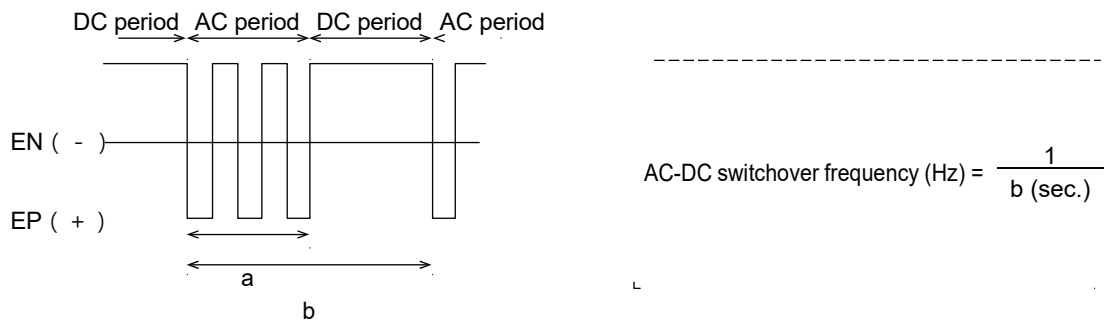 DC period AC period DC period AC period
EN ( - )
EP ( + )
a
b
AC-DC switchover frequency (Hz) = 1
b (sec.)